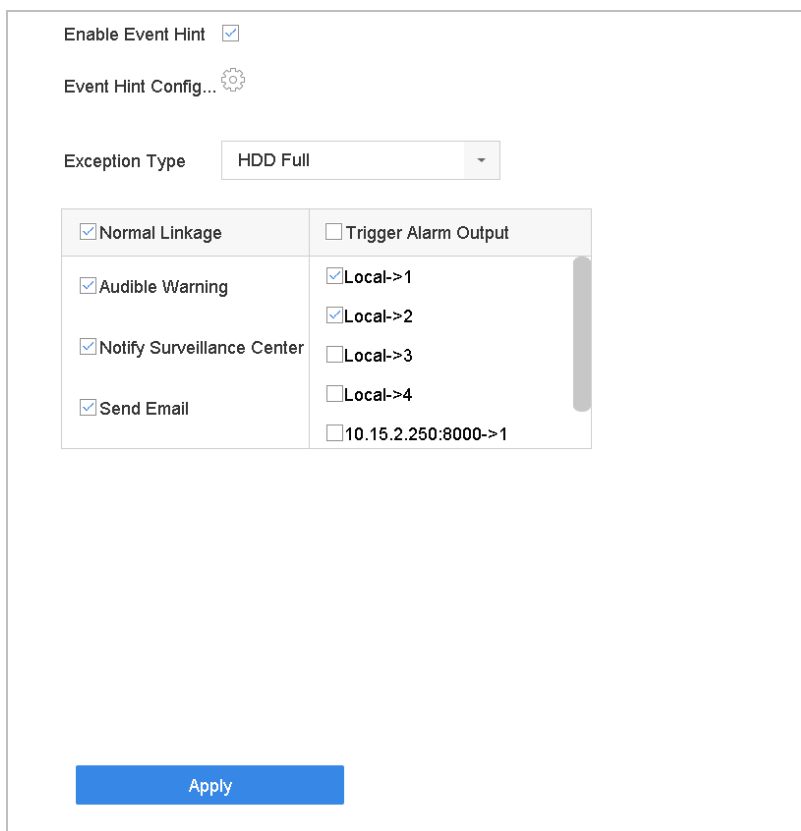 Enable Event Hint
Event Hint Config...
Exception Type HDD Full
Normal Linkage Trigger Alarm Output
Audible Warning
Notify Surveillance Center
Send Email
Local->1
Local->2
Local->3
Local->4
10.15.2.250:8000->1
Apply